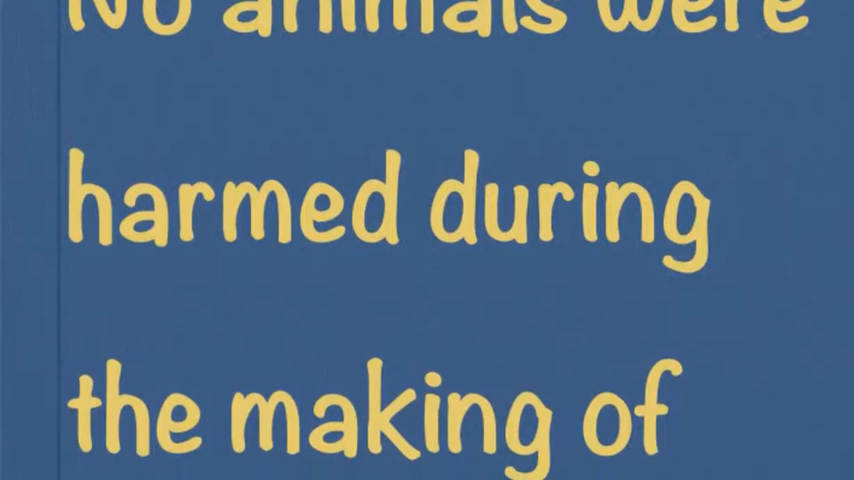 No animals were
harmed during
the making of